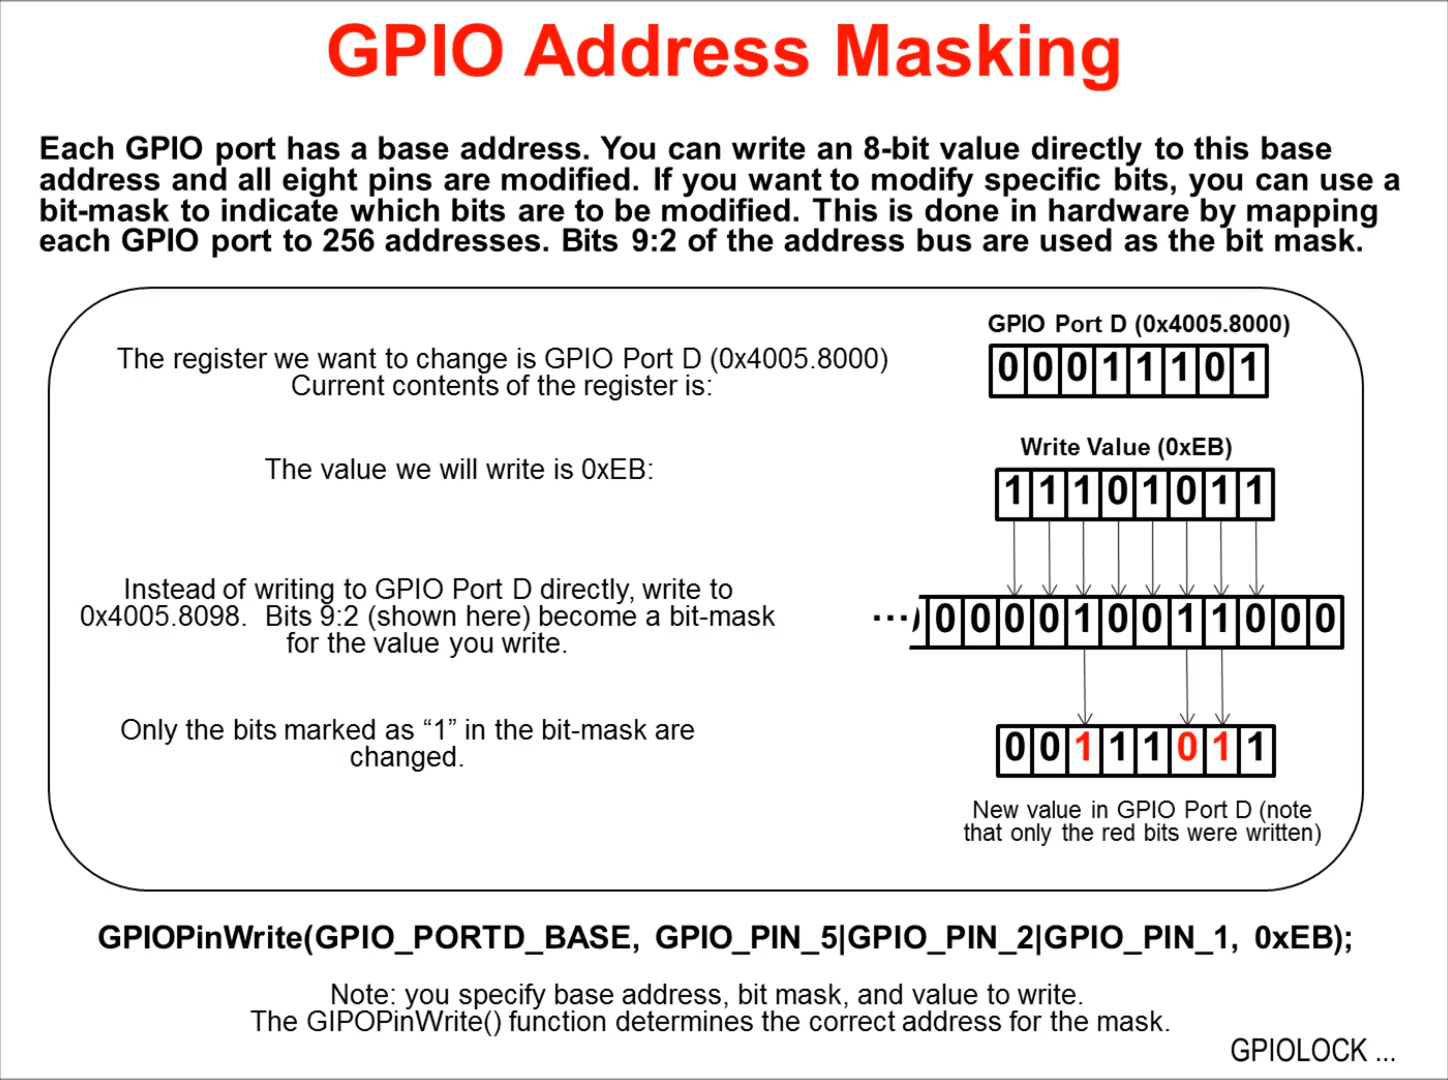 GPIO Address Masking
Each GPIO port has a base address. You can write an 8-bit value directly to this base
address and all eight pins are modified. If you want to modify specific bits, you can use a
bit-mask to indicate which bits are to be modified. This is done in hardware by mapping
each GPIO port to 256 addresses. Bits 9:2 of the address bus are used as the bit mask.
GPIO Port D (0x4005.8000)
The register we want to change is GPIO Port D (0x4005.8000)
Current contents of the register is:
0 0 0 1 1 1 0 1
Write Value (0xEB)
The value we will write is 0xEB:
1 1 1 0 1 0 1 1
Instead of writing to GPIO Port D directly, write to
0x4005.8098. Bits 9:2 (shown here) become a bit-mask
for the value you write.
... 0 0 0 0 1 0 0 1 1 0 0 0
Only the bits marked as “1” in the bit-mask are
changed.
0 0 1 1 1 0 1 1
New value in GPIO Port D (note
that only the red bits were written)
GPIOPinWrite(GPIO_PORTD_BASE, GPIO_PIN_5|GPIO_PIN_2|GPIO_PIN_1, 0xEB);
Note: you specify base address, bit mask, and value to write.
The GIPOPinWrite() function determines the correct address for the mask.
GPIOLOCK ...